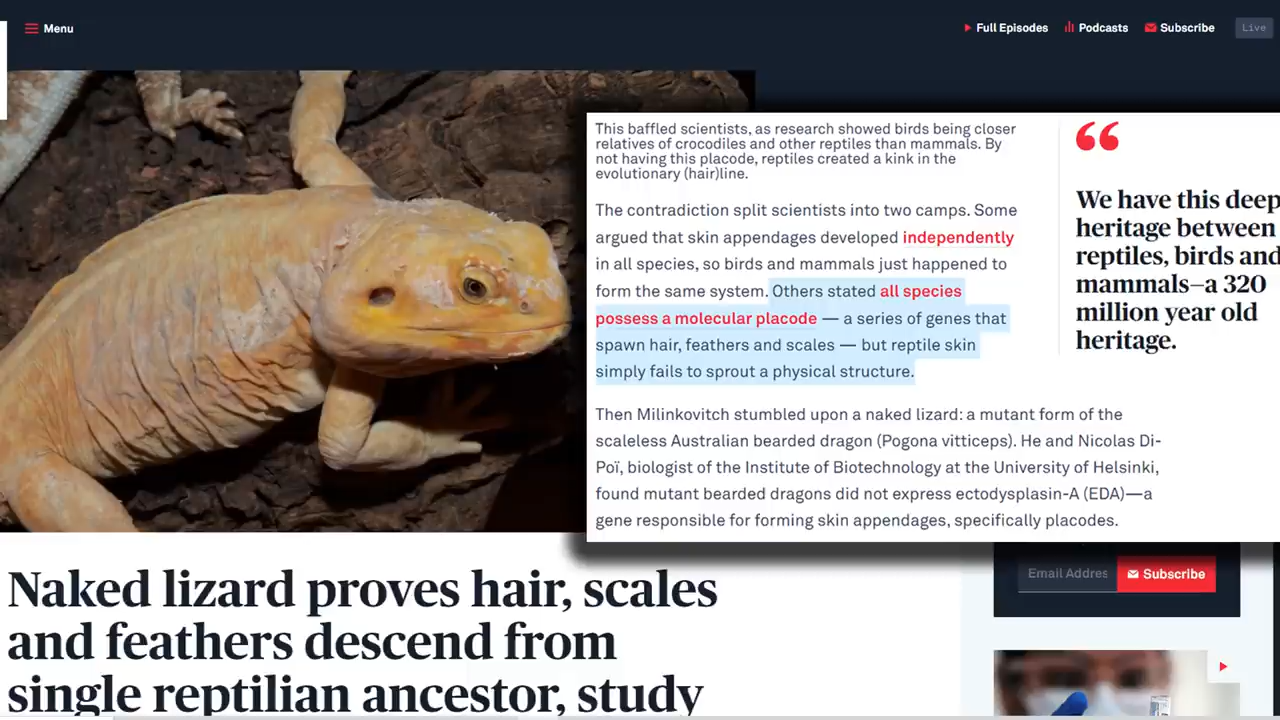 Menu
Full Episodes
Podcasts
Subscribe
Live
This baffled scientists, as research showed birds being closer
relatives of crocodiles and other reptiles than mammals. By
not having this placode, reptiles created a kink in the
evolutionary (hair)line.
The contradiction split scientists into two camps. Some
argued that skin appendages developed independently
in all species, so birds and mammals just happened to
form the same system. Others stated all species
possess a molecular placode — a series of genes that
spawn hair, feathers and scales — but reptile skin
simply fails to sprout a physical structure.
Then Milinkovitch stumbled upon a naked lizard: a mutant form of the
scaleless Australian bearded dragon (Pogona vitticeps). He and Nicolas Di-
Poï, biologist of the Institute of Biotechnology at the University of Helsinki,
found mutant bearded dragons did not express ectodysplasin-A (EDA)—a
gene responsible for forming skin appendages, specifically placodes.
“
We have this deep
heritage between
reptiles, birds and
mammals—a 320
million year old
heritage.
Email Addres
Subscribe
Naked lizard proves hair, scales
and feathers descend from
single reptilian ancestor, study